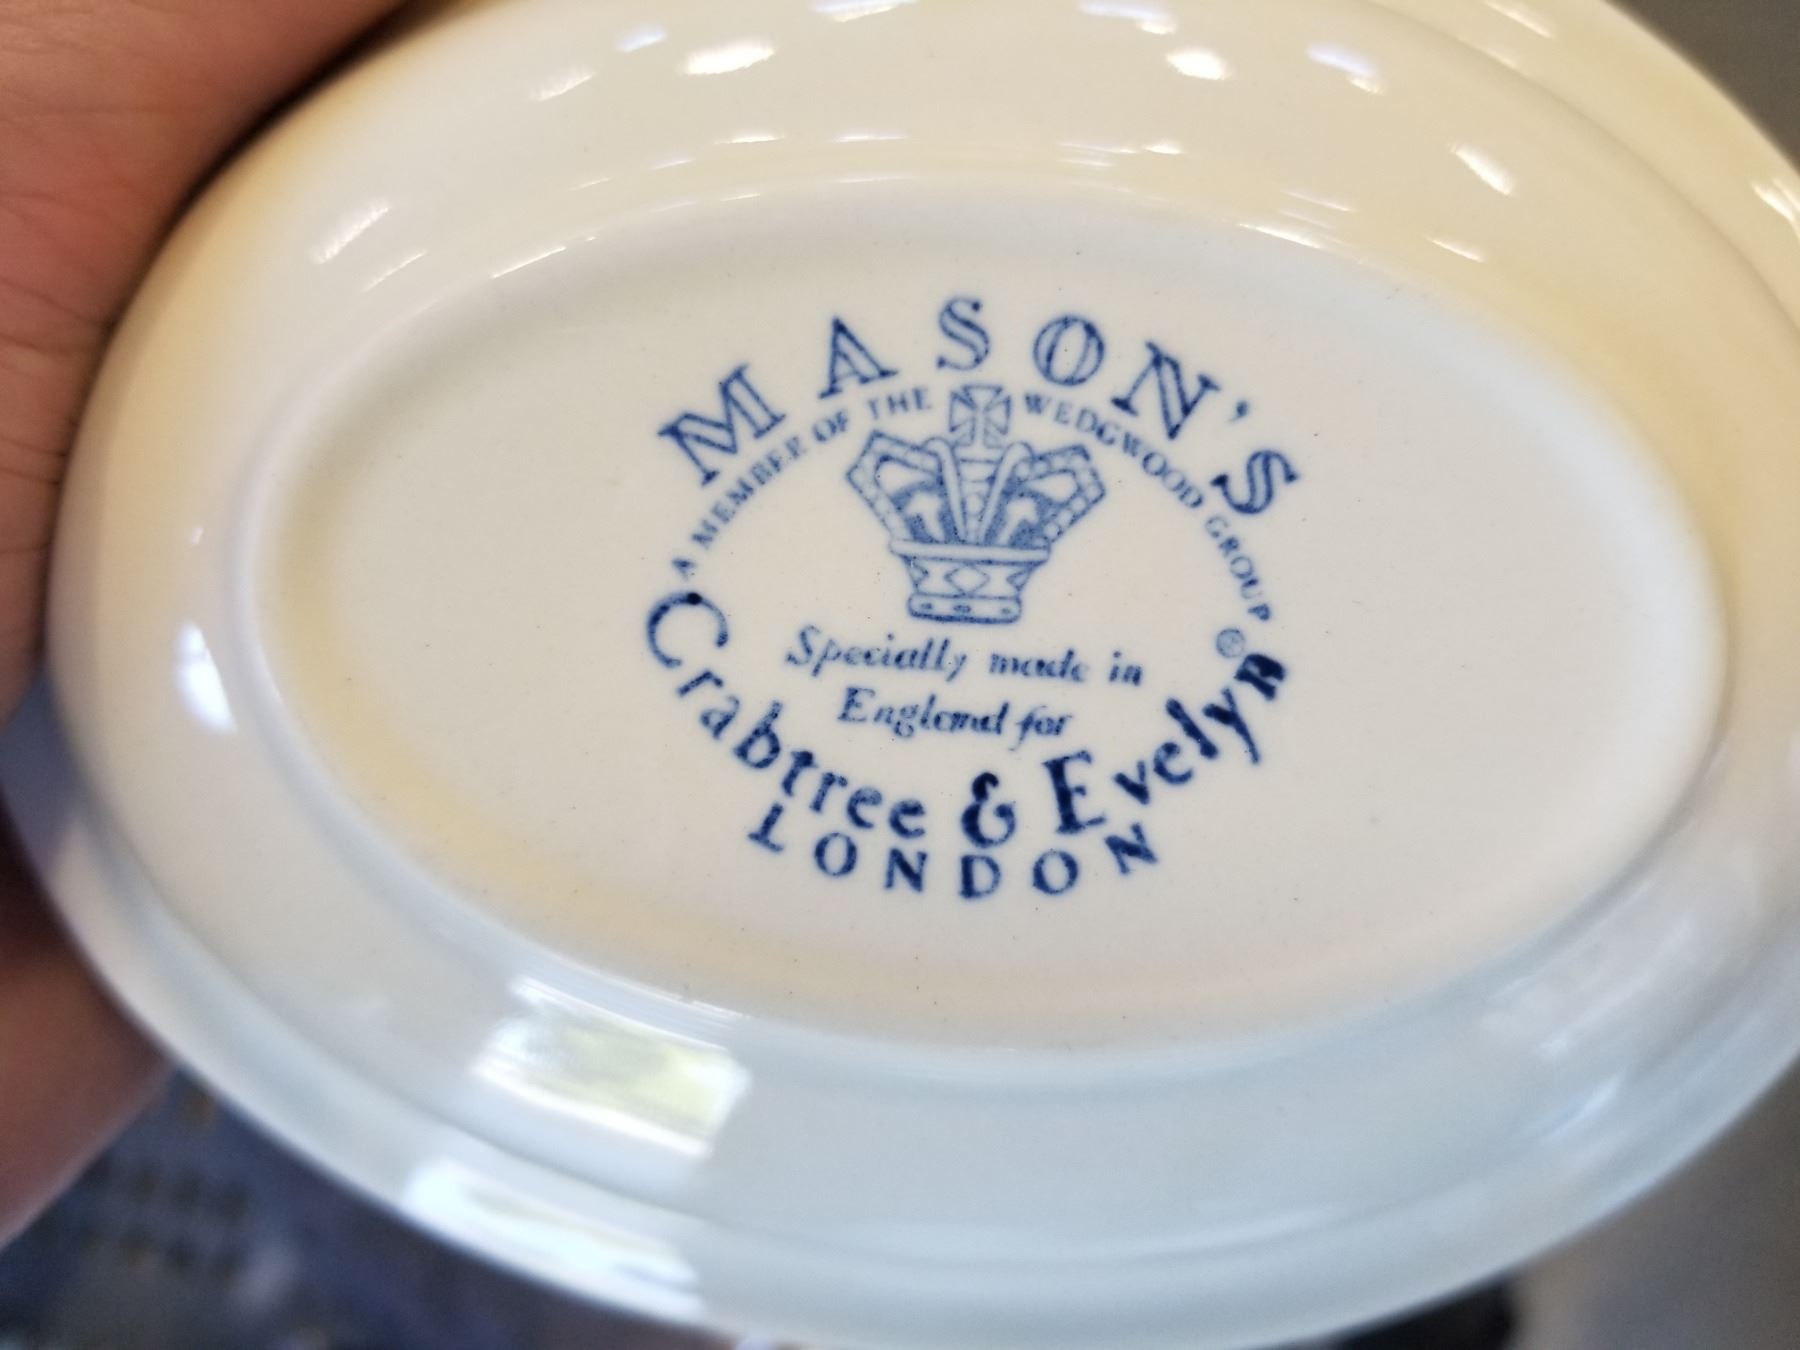 MASON'S
A MEMBER OF THE WEDGWOOD GROUP
Specially made in
England for
Crabtree & Evelyn®
LONDON